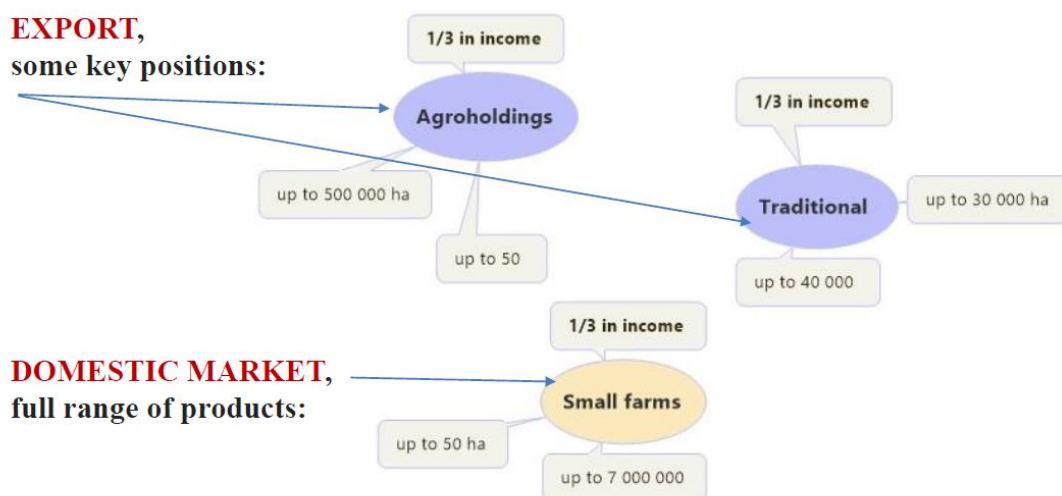 EXPORT,
some key positions:
1/3 in income
Agroholdings
up to 500 000 ha
up to 50
1/3 in income
Traditional
up to 30 000 ha
up to 40 000
DOMESTIC MARKET,
full range of products:
1/3 in income
Small farms
up to 50 ha
up to 7 000 000